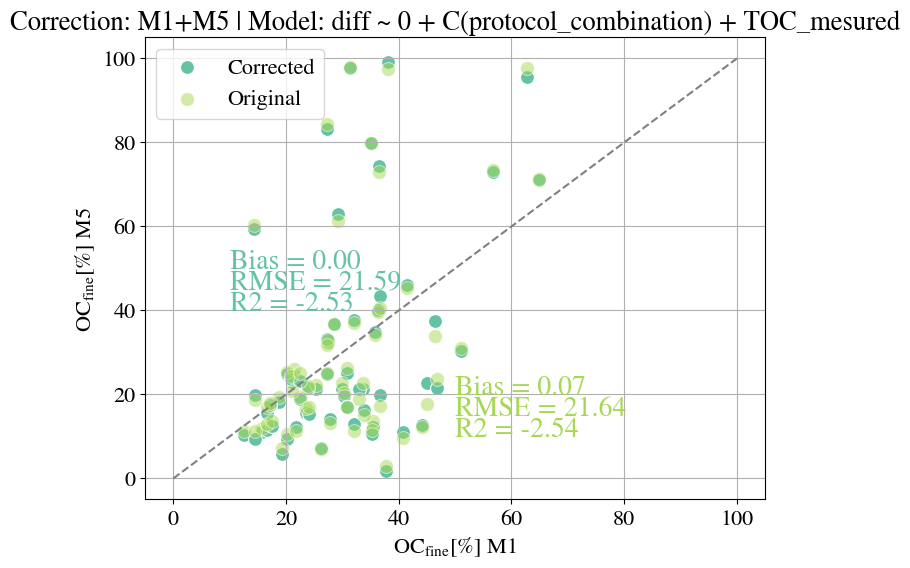 Correction: M1+M5 | Model: diff ~ 0 + C(protocol_combination) + TOC_mesured
100
80
60
40
20
0
OC_fine[%] M5
Corrected
Original
Bias = 0.00
RMSE = 21.59
R2 = -2.53
Bias = 0.07
RMSE = 21.64
R2 = -2.54
0 20 40 60 80 100
OC_fine[%] M1